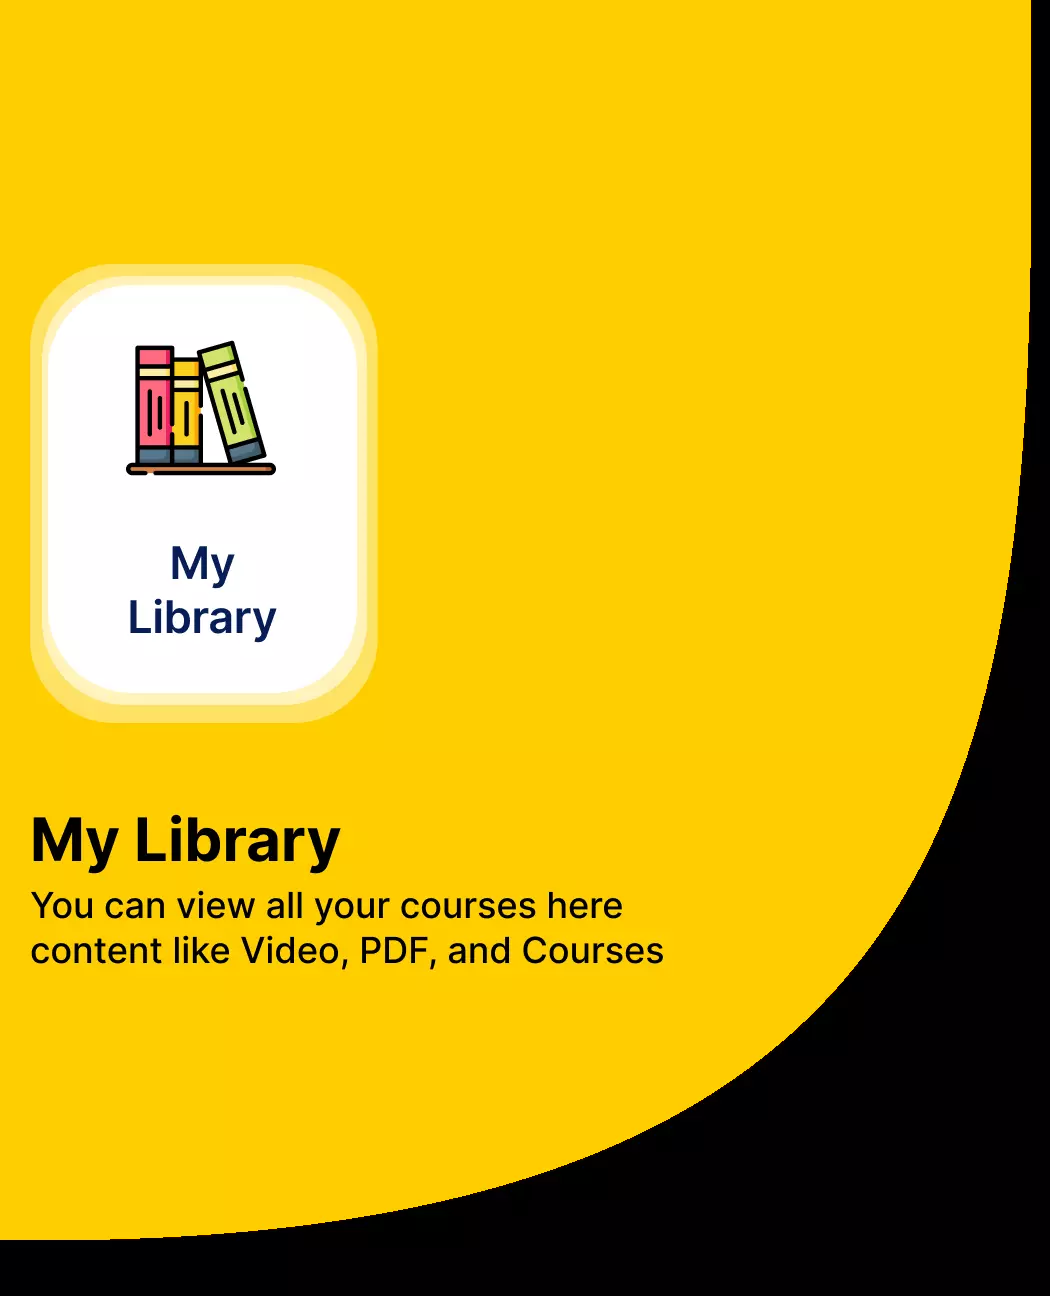 My
Library
My Library
You can view all your courses here
content like Video, PDF, and Courses